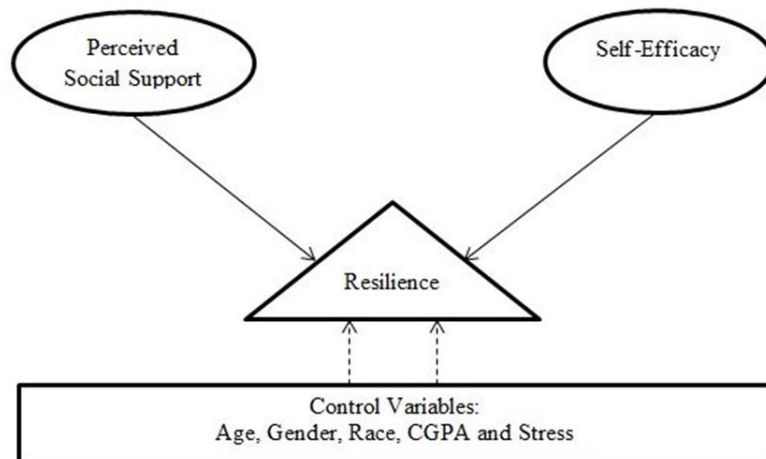 Perceived
Social Support
Self-Efficacy
Resilience
Control Variables:
Age, Gender, Race, CGPA and Stress